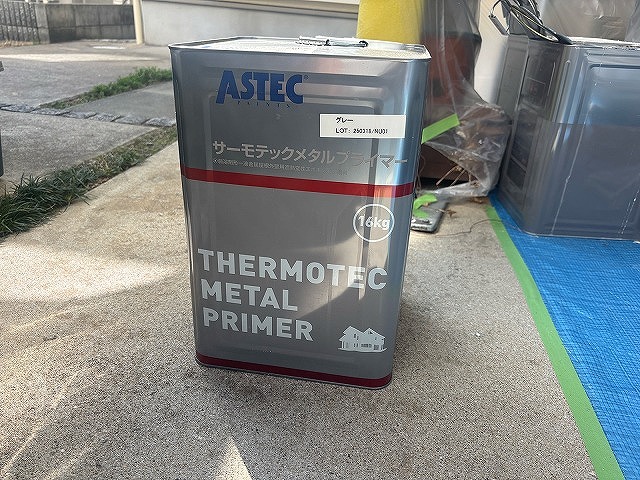 ASTEC
PAINTS
グレー
LOT: 250318/NU01
サーモテックメタルプライマー
16kg
THERMOTEC
METAL
PRIMER